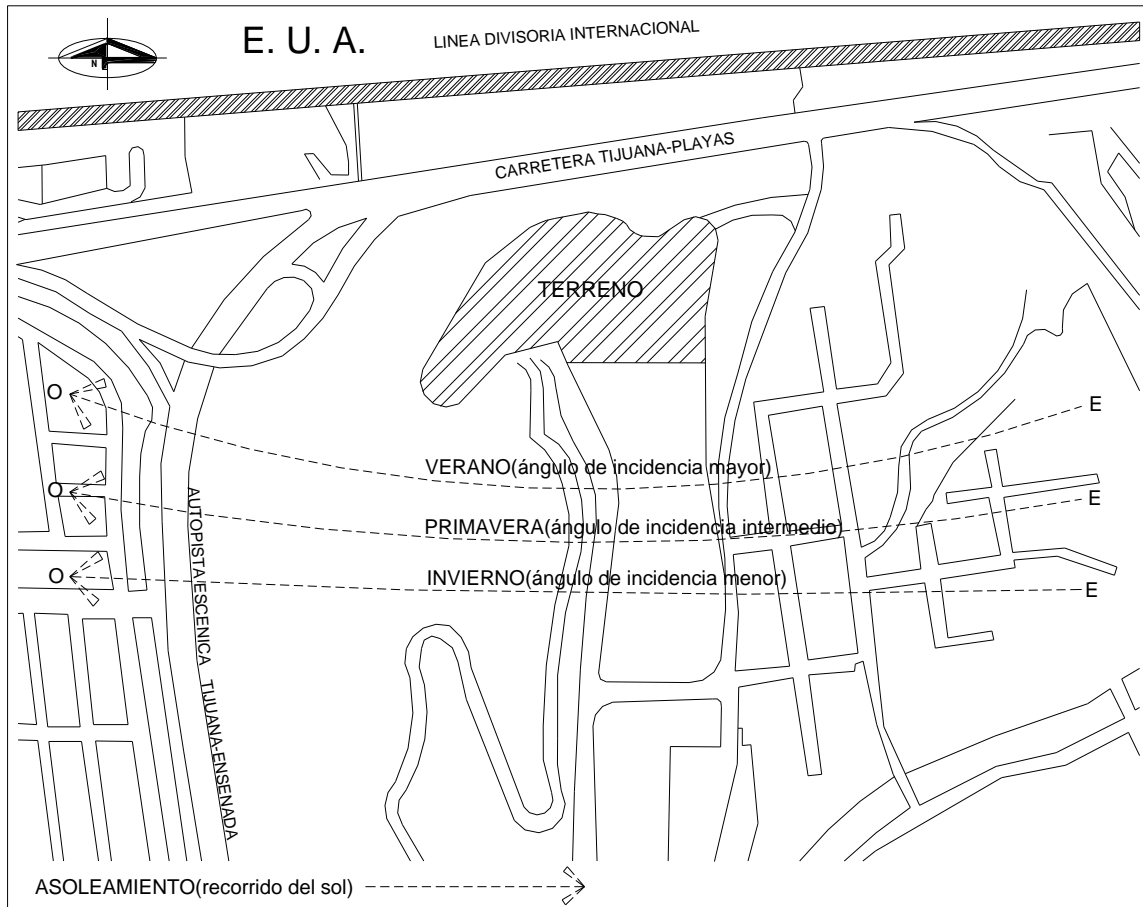 E. U. A.
LINEA DIVISORIA INTERNACIONAL
N
CARRETERA TIJUANA-PLAYAS
TERRENO
O
E
VERANO(ángulo de incidencia mayor)
O
E
PRIMAVERA(ángulo de incidencia intermedio)
O
E
INVIERNO(ángulo de incidencia menor)
AUTOPISTA ESCENICA TIJUANA-ENSENADA
ASOLEAMIENTO(recorrido del sol)